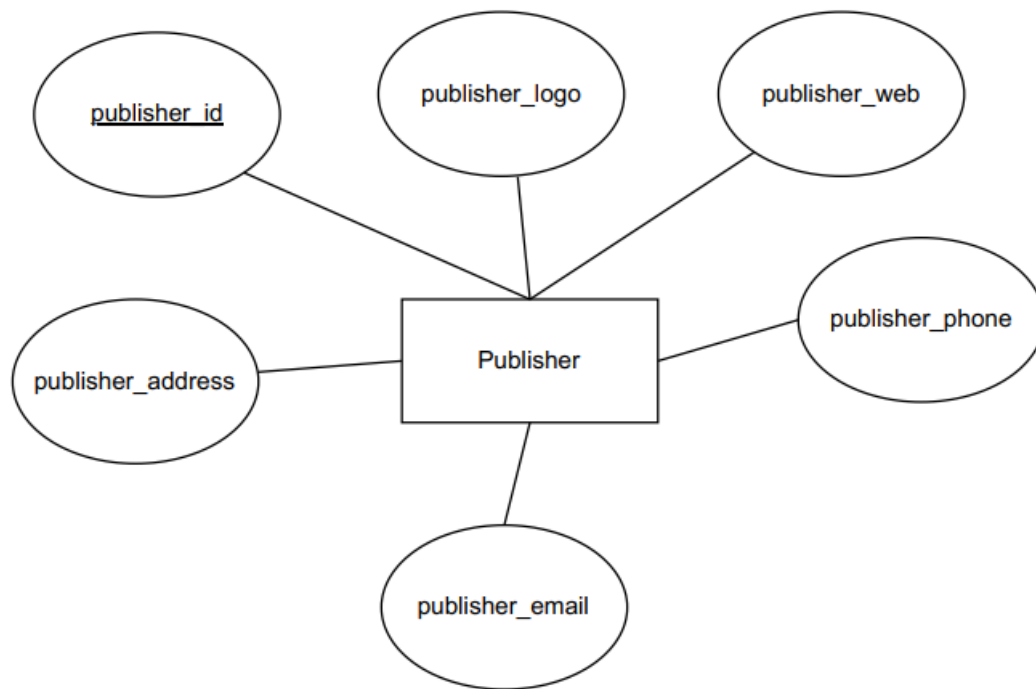 publisher_id
publisher_logo
publisher_web
publisher_phone
Publisher
publisher_address
publisher_email